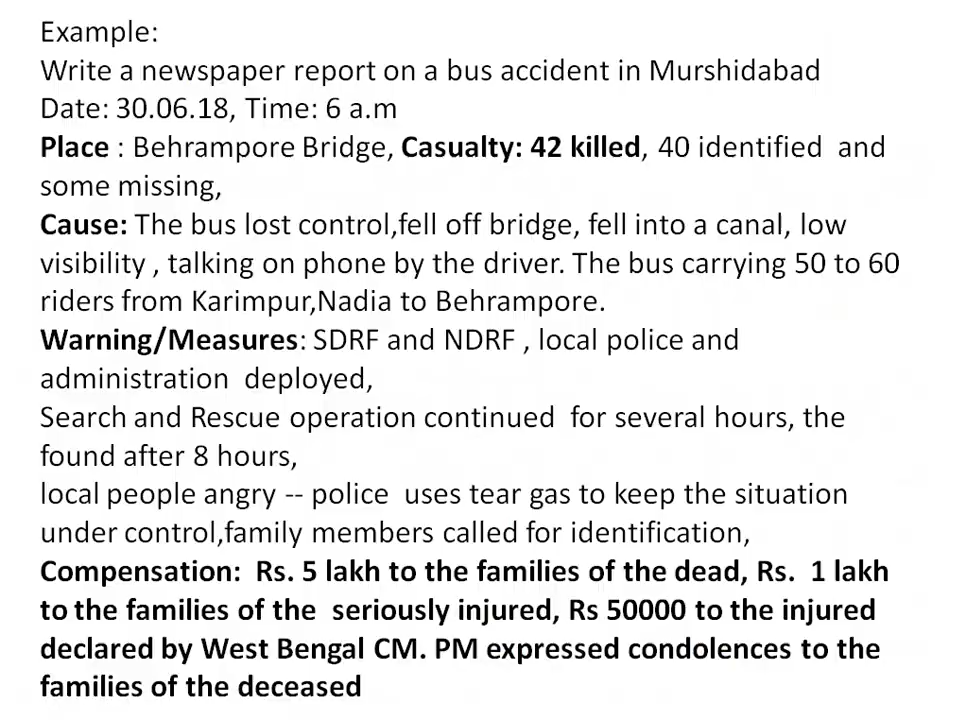 Example:
Write a newspaper report on a bus accident in Murshidabad
Date: 30.06.18, Time: 6 a.m
Place : Behrampore Bridge, Casualty: 42 killed, 40 identified and
some missing,
Cause: The bus lost control,fell off bridge, fell into a canal, low
visibility , talking on phone by the driver. The bus carrying 50 to 60
riders from Karimpur,Nadia to Behrampore.
Warning/Measures: SDRF and NDRF , local police and
administration deployed,
Search and Rescue operation continued for several hours, the
found after 8 hours,
local people angry -- police uses tear gas to keep the situation
under control,family members called for identification,
Compensation: Rs. 5 lakh to the families of the dead, Rs. 1 lakh
to the families of the seriously injured, Rs 50000 to the injured
declared by West Bengal CM. PM expressed condolences to the
families of the deceased